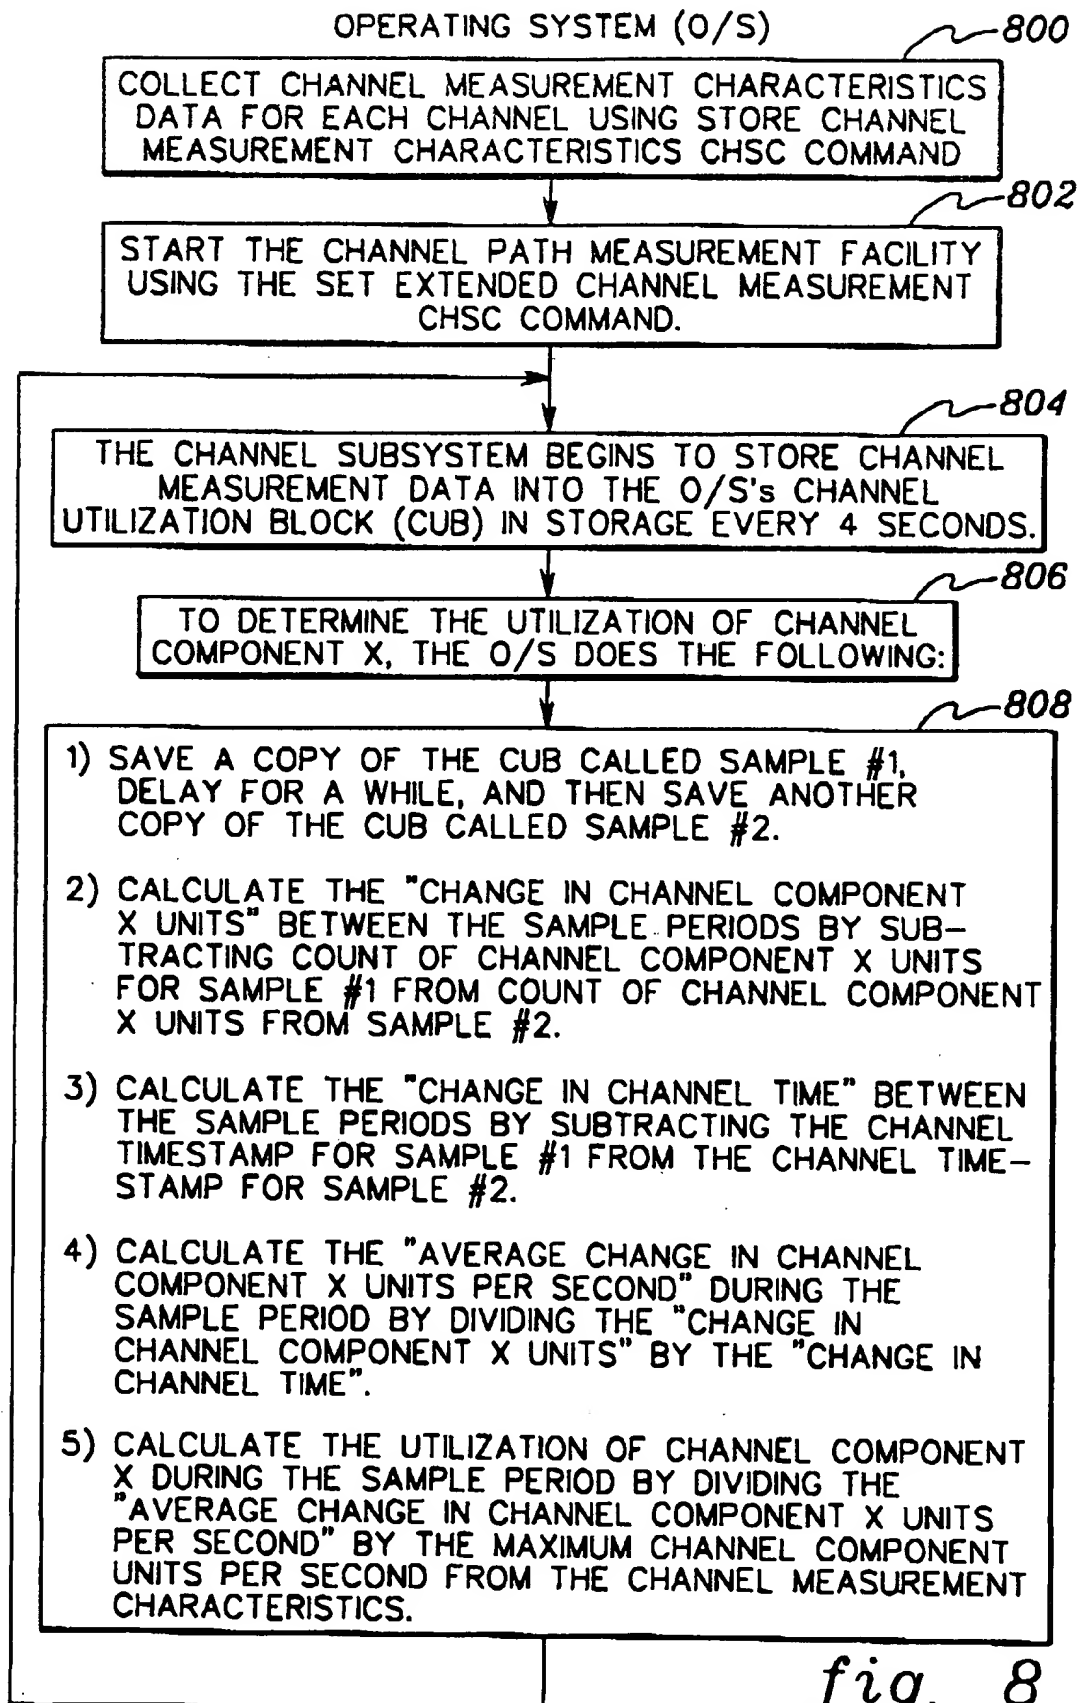 OPERATING SYSTEM (O/S)
800
COLLECT CHANNEL MEASUREMENT CHARACTERISTICS
DATA FOR EACH CHANNEL USING STORE CHANNEL
MEASUREMENT CHARACTERISTICS CHSC COMMAND
802
START THE CHANNEL PATH MEASUREMENT FACILITY
USING THE SET EXTENDED CHANNEL MEASUREMENT
CHSC COMMAND.
804
THE CHANNEL SUBSYSTEM BEGINS TO STORE CHANNEL
MEASUREMENT DATA INTO THE O/S's CHANNEL
UTILIZATION BLOCK (CUB) IN STORAGE EVERY 4 SECONDS.
806
TO DETERMINE THE UTILIZATION OF CHANNEL
COMPONENT X, THE O/S DOES THE FOLLOWING:
808
1) SAVE A COPY OF THE CUB CALLED SAMPLE #1,
DELAY FOR A WHILE, AND THEN SAVE ANOTHER
COPY OF THE CUB CALLED SAMPLE #2.
2) CALCULATE THE "CHANGE IN CHANNEL COMPONENT
X UNITS" BETWEEN THE SAMPLE PERIODS BY SUB-
TRACTING COUNT OF CHANNEL COMPONENT X UNITS
FOR SAMPLE #1 FROM COUNT OF CHANNEL COMPONENT
X UNITS FROM SAMPLE #2.
3) CALCULATE THE "CHANGE IN CHANNEL TIME" BETWEEN
THE SAMPLE PERIODS BY SUBTRACTING THE CHANNEL
TIMESTAMP FOR SAMPLE #1 FROM THE CHANNEL TIME-
STAMP FOR SAMPLE #2.
4) CALCULATE THE "AVERAGE CHANGE IN CHANNEL
COMPONENT X UNITS PER SECOND" DURING THE
SAMPLE PERIOD BY DIVIDING THE "CHANGE IN
CHANNEL COMPONENT X UNITS" BY THE "CHANGE IN
CHANNEL TIME".
5) CALCULATE THE UTILIZATION OF CHANNEL COMPONENT
X DURING THE SAMPLE PERIOD BY DIVIDING THE
"AVERAGE CHANGE IN CHANNEL COMPONENT X UNITS
PER SECOND" BY THE MAXIMUM CHANNEL COMPONENT
UNITS PER SECOND FROM THE CHANNEL MEASUREMENT
CHARACTERISTICS.
fig. 8